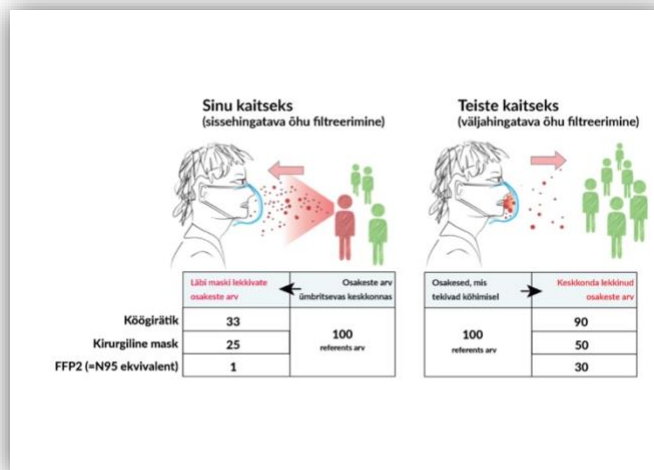 Sinu kaitseks
(sissehingatava õhu filtreerimine)
Läbi maski lekkivate
osakeste arv
Osakeste arv
ümbritsevas keskkonnas
Köögirätik
33
Kirurgiline mask
25
FFP2 (=N95 ekvivalent)
1
100
referents arv
Teiste kaitseks
(väljahingatava õhu filtreerimine)
Osakesed, mis
tekivad köhimisel
Keskkonda lekkinud
osakeste arv
100
referents arv
90
50
30